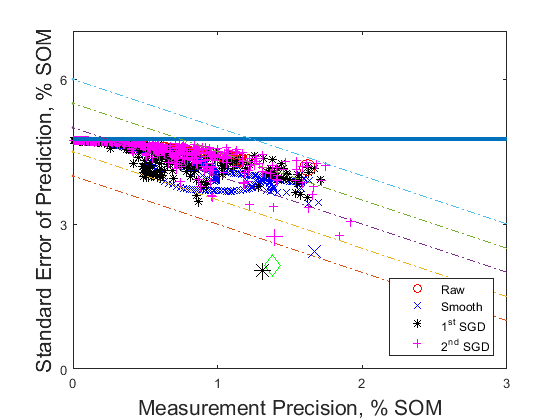 Standard Error of Prediction, % SOM
6
3
0
0
1
2
3
Measurement Precision, % SOM
Raw
Smooth
1st SGD
2nd SGD